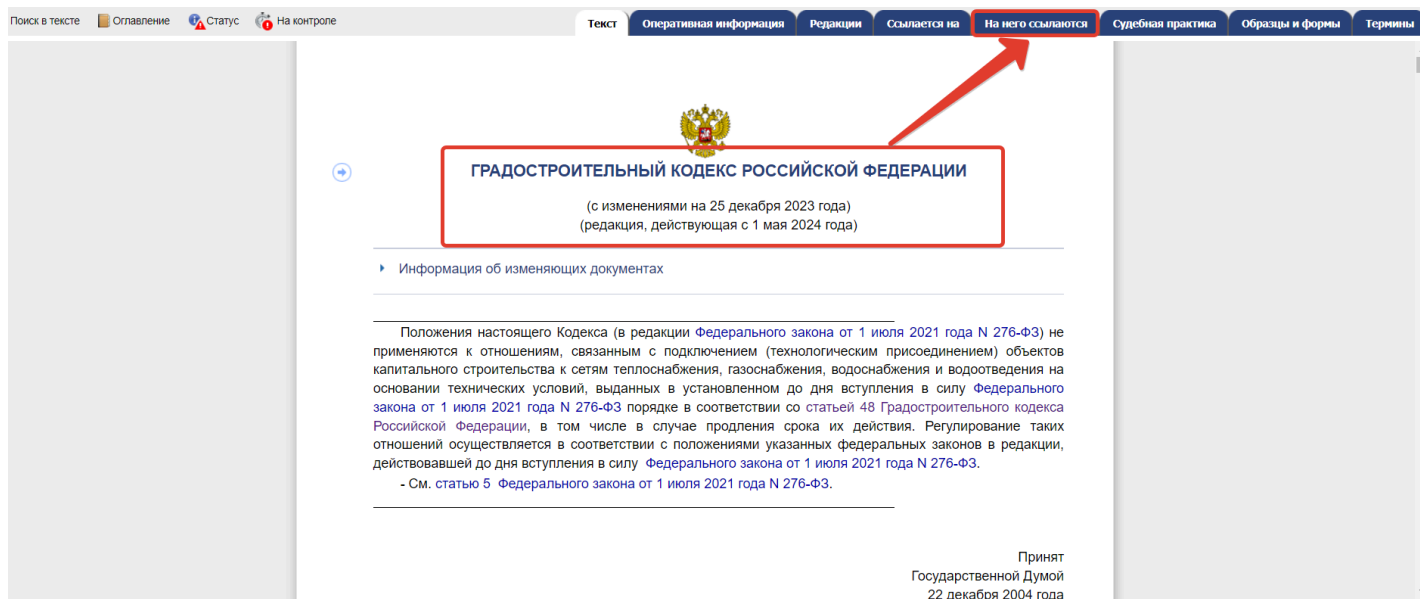 Поиск в тексте Оглавление Статус На контроле Текст Оперативная информация Редакции Ссылается на На него ссылаются Судебная практика Образцы и формы Термины
ГРАДОСТРОИТЕЛЬНЫЙ КОДЕКС РОССИЙСКОЙ ФЕДЕРАЦИИ
(с изменениями на 25 декабря 2023 года)
(редакция, действующая с 1 мая 2024 года)
Информация об изменяющих документах
Положения настоящего Кодекса (в редакции Федерального закона от 1 июля 2021 года N 276-ФЗ) не
применяются к отношениям, связанным с подключением (технологическим присоединением) объектов
капитального строительства к сетям теплоснабжения, газоснабжения, водоснабжения и водоотведения на
основании технических условий, выданных в установленном до дня вступления в силу Федерального
закона от 1 июля 2021 года N 276-ФЗ порядке в соответствии со статьей 48 Градостроительного кодекса
Российской Федерации, в том числе в случае продления срока их действия. Регулирование таких
отношений осуществляется в соответствии с положениями указанных федеральных законов в редакции,
действовавшей до дня вступления в силу Федерального закона от 1 июля 2021 года N 276-ФЗ.
- См. статью 5 Федерального закона от 1 июля 2021 года N 276-ФЗ.
Принят
Государственной Думой
22 декабря 2004 года